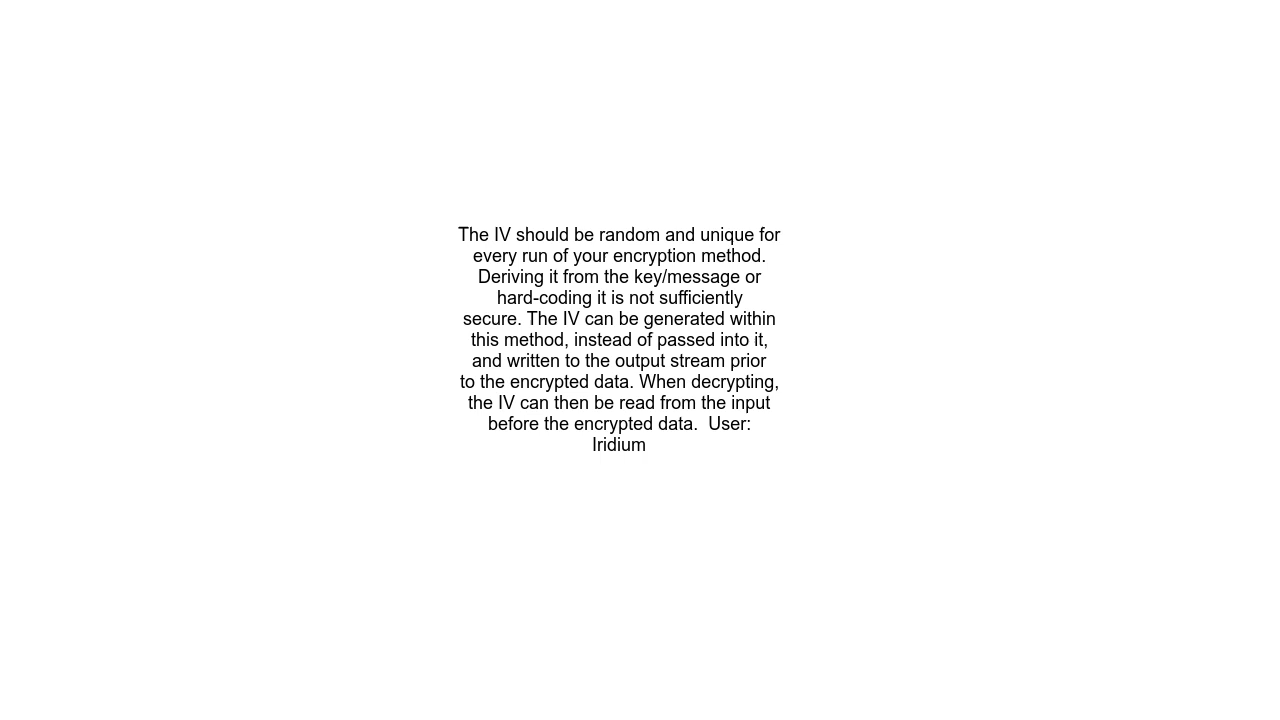 The IV should be random and unique for
every run of your encryption method.
Deriving it from the key/message or
hard-coding it is not sufficiently
secure. The IV can be generated within
this method, instead of passed into it,
and written to the output stream prior
to the encrypted data. When decrypting,
the IV can then be read from the input
before the encrypted data.  User:
Iridium